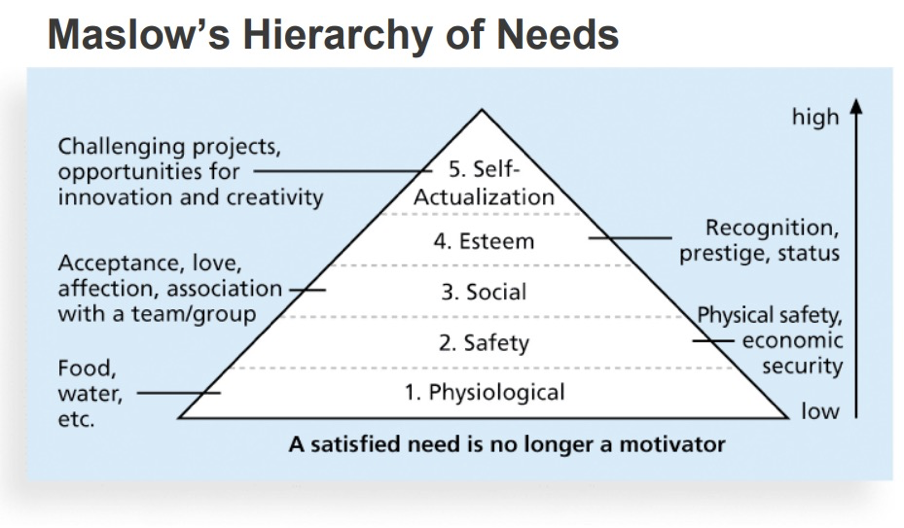 Maslow's Hierarchy of Needs
high
Challenging projects,
opportunities for
innovation and creativity
5. Self-
Actualization
Recognition,
prestige, status
4. Esteem
Acceptance, love,
affection, association
with a team/group
3. Social
Physical safety,
economic
security
2. Safety
Food,
water,
etc.
1. Physiological
low
A satisfied need is no longer a motivator